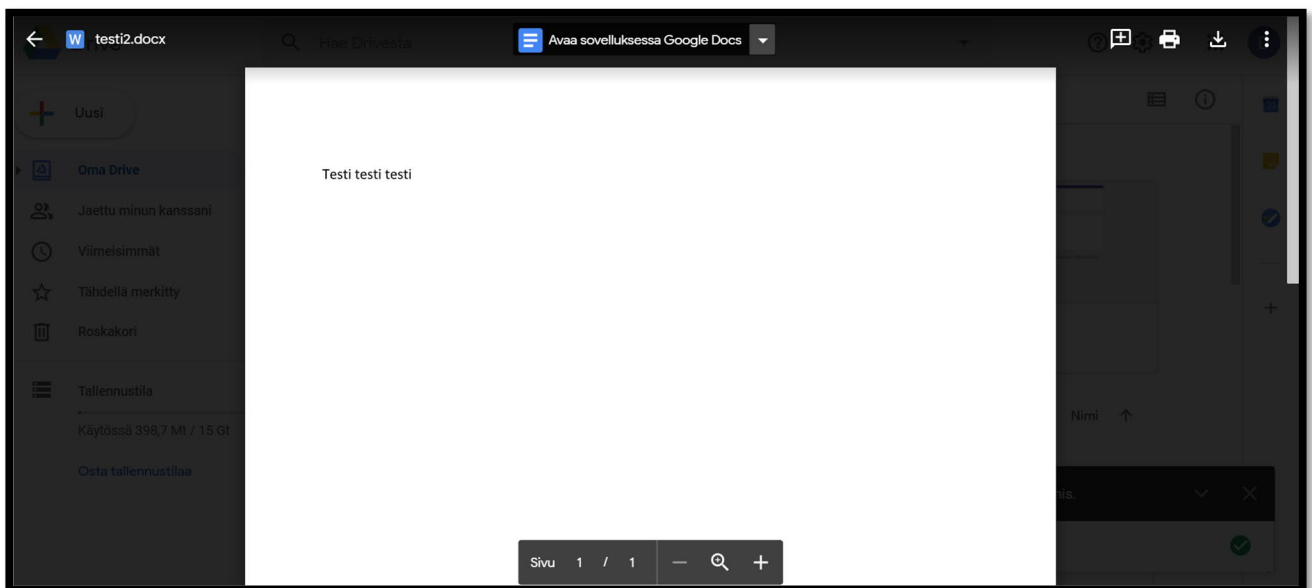 testi2.docx
Hae Drivesta
Avaa sovelluksessa Google Docs
Uusi
Oma Drive
Jaettu minun kanssani
Viimeisimmät
Tähdellä merkitty
Roskakori
Tallennustila
Käytössä 398,7 Mt / 15 Gt
Osta tallennustilaa
Testi testi testi
Nimi
Sivu 1 / 1